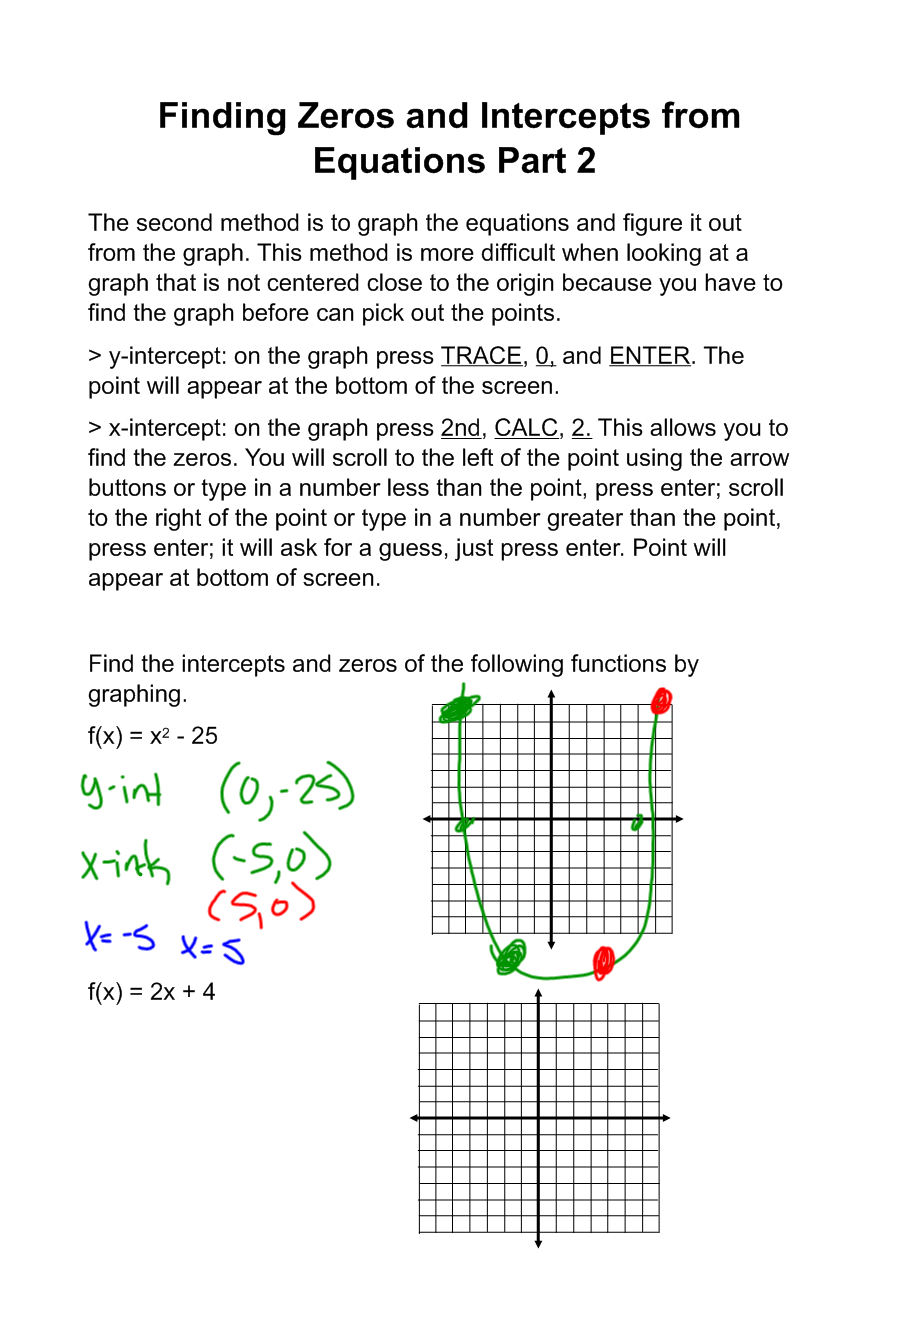 Finding Zeros and Intercepts from
Equations Part 2
The second method is to graph the equations and figure it out
from the graph. This method is more difficult when looking at a
graph that is not centered close to the origin because you have to
find the graph before can pick out the points.
> y-intercept: on the graph press TRACE, 0, and ENTER. The
point will appear at the bottom of the screen.
> x-intercept: on the graph press 2nd, CALC, 2. This allows you to
find the zeros. You will scroll to the left of the point using the arrow
buttons or type in a number less than the point, press enter; scroll
to the right of the point or type in a number greater than the point,
press enter; it will ask for a guess, just press enter. Point will
appear at bottom of screen.
Find the intercepts and zeros of the following functions by
graphing.
f(x) = x² - 25
y-int (0,-25)
x-ints (-5,0)
(5,0)
x=-5 x=5
f(x) = 2x + 4